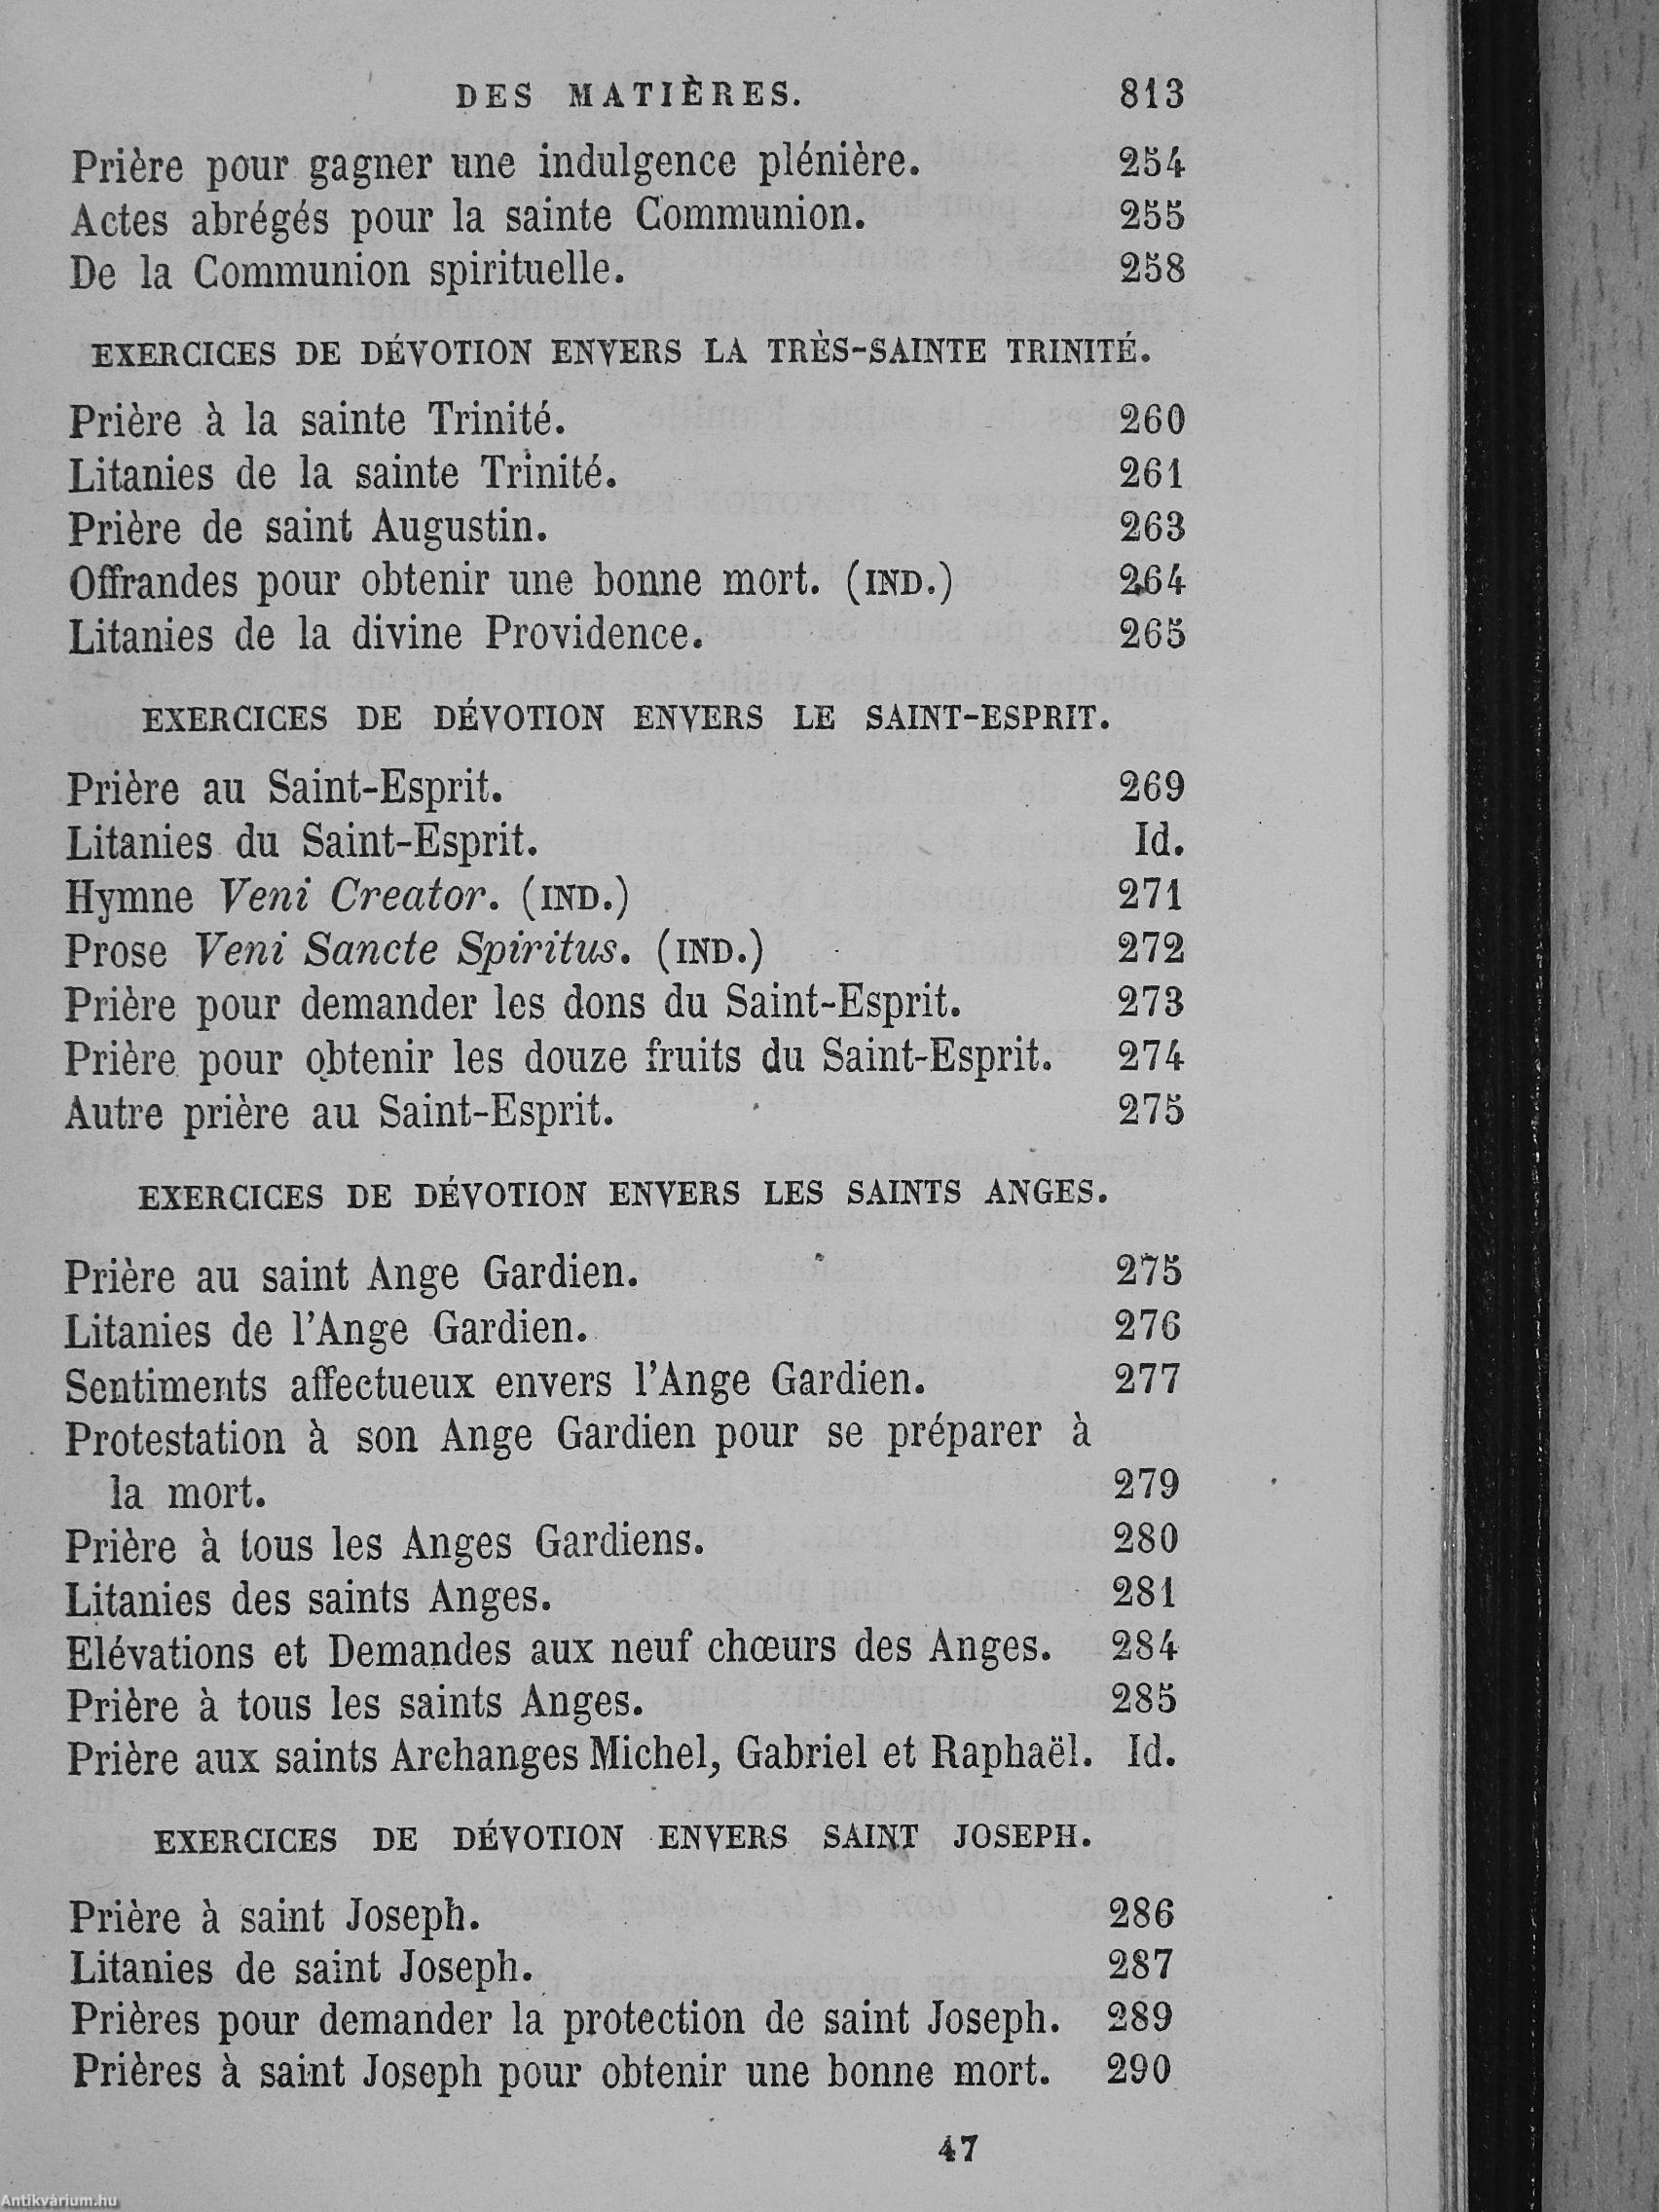 DES MATIÈRES. 813
Prière pour gagner une indulgence plénière. 254
Actes abrégés pour la sainte Communion. 255
De la Communion spirituelle. 258
EXERCICES DE DÉVOTION ENVERS LA TRÈS-SAINTE TRINITÉ.
Prière à la sainte Trinité. 260
Litanies de la sainte Trinité. 261
Prière de saint Augustin. 263
Offrandes pour obtenir une bonne mort. (IND.) 264
Litanies de la divine Providence. 265
EXERCICES DE DÉVOTION ENVERS LE SAINT-ESPRIT.
Prière au Saint-Esprit. 269
Litanies du Saint-Esprit. Id.
Hymne Veni Creator. (IND.) 271
Prose Veni Sancte Spiritus. (IND.) 272
Prière pour demander les dons du Saint-Esprit. 273
Prière pour obtenir les douze fruits du Saint-Esprit. 274
Autre prière au Saint-Esprit. 275
EXERCICES DE DÉVOTION ENVERS LES SAINTS ANGES.
Prière au saint Ange Gardien. 275
Litanies de l'Ange Gardien. 276
Sentiments affectueux envers l'Ange Gardien. 277
Protestation à son Ange Gardien pour se préparer à
la mort. 279
Prière à tous les Anges Gardiens. 280
Litanies des saints Anges. 281
Elévations et Demandes aux neuf chœurs des Anges. 284
Prière à tous les saints Anges. 285
Prière aux saints Archanges Michel, Gabriel et Raphaël. Id.
EXERCICES DE DÉVOTION ENVERS SAINT JOSEPH.
Prière à saint Joseph. 286
Litanies de saint Joseph. 287
Prières pour demander la protection de saint Joseph. 289
Prières à saint Joseph pour obtenir une bonne mort. 290
47
Antikvárium.hu